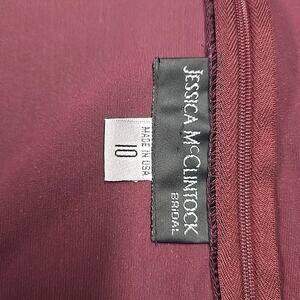 JESSICA McCLINTOCK
BRIDAL
MADE IN USA
10